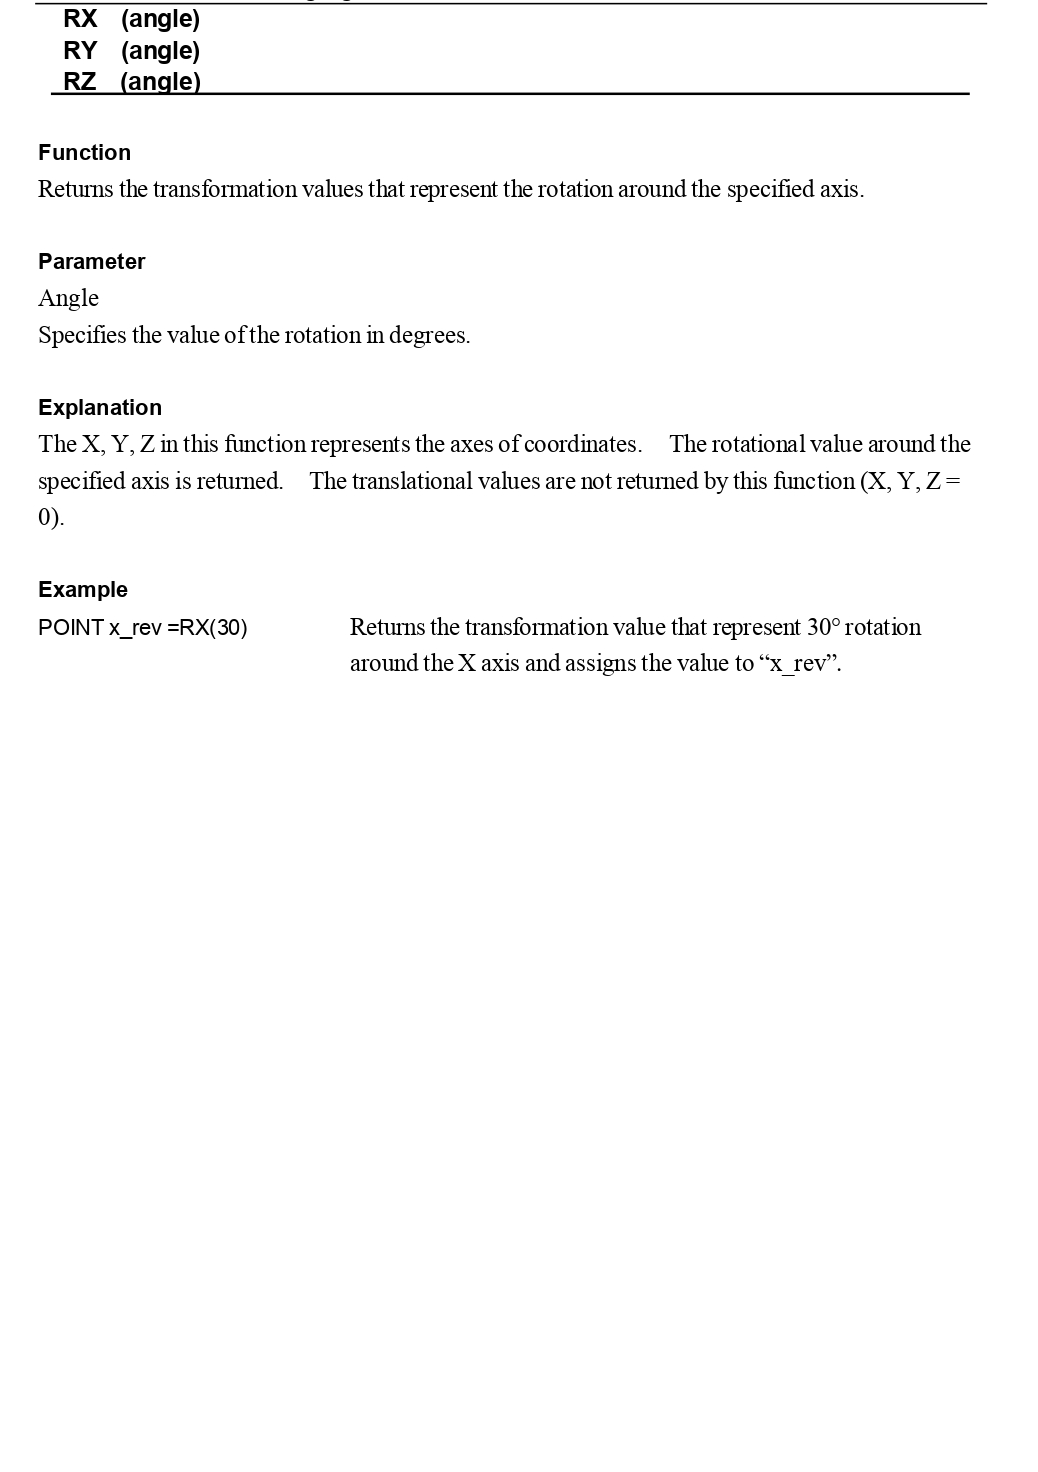 RX (angle)
RY (angle)
RZ (angle)
Function
Returns the transformation values that represent the rotation around the specified axis.
Parameter
Angle
Specifies the value of the rotation in degrees.
Explanation
The X, Y, Z in this function represents the axes of coordinates. The rotational value around the
specified axis is returned. The translational values are not returned by this function (X, Y, Z =
0).
Example
POINT x_rev =RX(30) Returns the transformation value that represent 30° rotation
around the X axis and assigns the value to “x_rev”.